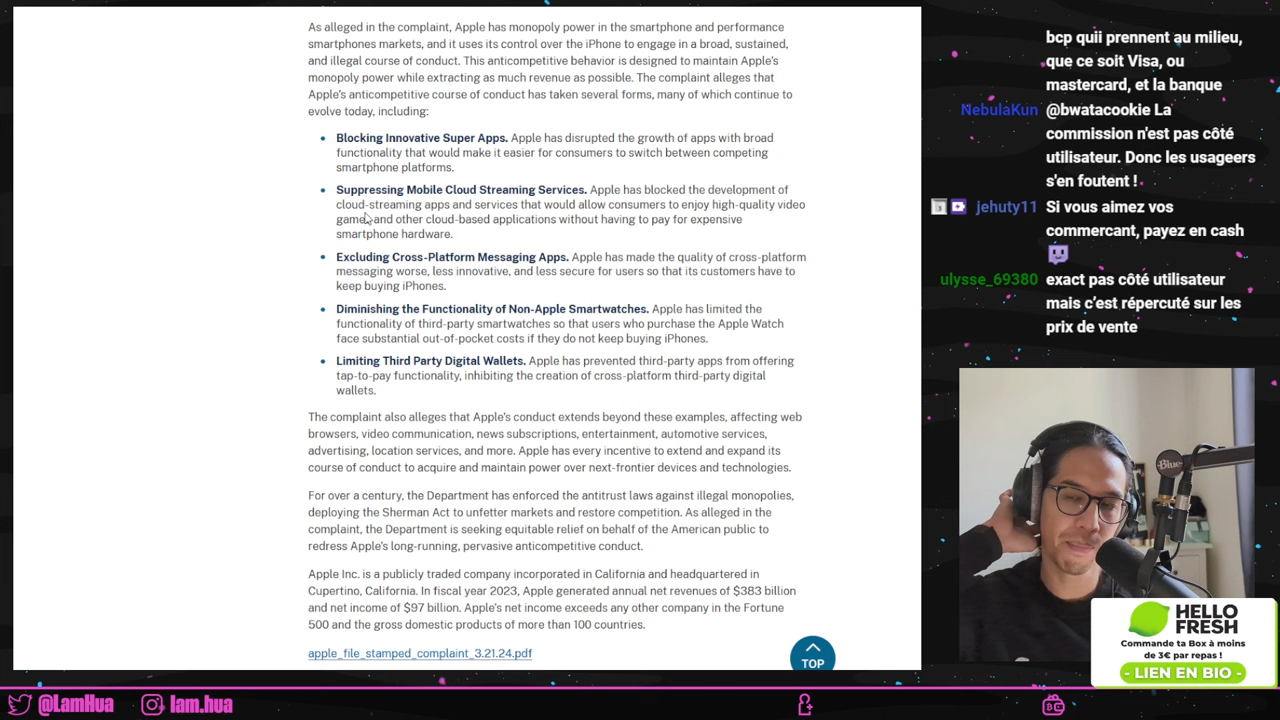 As alleged in the complaint, Apple has monopoly power in the smartphone and performance
smartphones markets, and it uses its control over the iPhone to engage in a broad, sustained,
and illegal course of conduct. This anticompetitive behavior is designed to maintain Apple's
monopoly power while extracting as much revenue as possible. The complaint alleges that
Apple's anticompetitive course of conduct has taken several forms, many of which continue to
evolve today, including:
• Blocking Innovative Super Apps. Apple has disrupted the growth of apps with broad
functionality that would make it easier for consumers to switch between competing
smartphone platforms.
• Suppressing Mobile Cloud Streaming Services. Apple has blocked the development of
cloud-streaming apps and services that would allow consumers to enjoy high-quality video
games and other cloud-based applications without having to pay for expensive
smartphone hardware.
• Excluding Cross-Platform Messaging Apps. Apple has made the quality of cross-platform
messaging worse, less innovative, and less secure for users so that its customers have to
keep buying iPhones.
• Diminishing the Functionality of Non-Apple Smartwatches. Apple has limited the
functionality of third-party smartwatches so that users who purchase the Apple Watch
face substantial out-of-pocket costs if they do not keep buying iPhones.
• Limiting Third Party Digital Wallets. Apple has prevented third-party apps from offering
tap-to-pay functionality, inhibiting the creation of cross-platform third-party digital
wallets.
The complaint also alleges that Apple's conduct extends beyond these examples, affecting web
browsers, video communication, news subscriptions, entertainment, automotive services,
advertising, location services, and more. Apple has every incentive to extend and expand its
course of conduct to acquire and maintain power over next-frontier devices and technologies.
For over a century, the Department has enforced the antitrust laws against illegal monopolies,
deploying the Sherman Act to unfetter markets and restore competition. As alleged in the
complaint, the Department is seeking equitable relief on behalf of the American public to
redress Apple's long-running, pervasive anticompetitive conduct.
Apple Inc. is a publicly traded company incorporated in California and headquartered in
Cupertino, California. In fiscal year 2023, Apple generated annual net revenues of $383 billion
and net income of $97 billion. Apple's net income exceeds any other company in the Fortune
500 and the gross domestic products of more than 100 countries.
apple_file_stamped_complaint_3.21.24.pdf
TOP
bcp quii prennent au milieu,
que ce soit Visa, ou
mastercard, et la banque
NebulaKun @bwatacookie La
commission n'est pas côté
utilisateur. Donc les usageers
s'en foutent !
jehuty11 Si vous aimez vos
commercant, payez en cash
ulysse_69380 exact pas côté utilisateur
mais c'est répercuté sur les
prix de vente
Blue
HELLO
FRESH
Commande ta Box à moins
de 3€ par repas !
- LIEN EN BIO -
@LamHua lam.hua